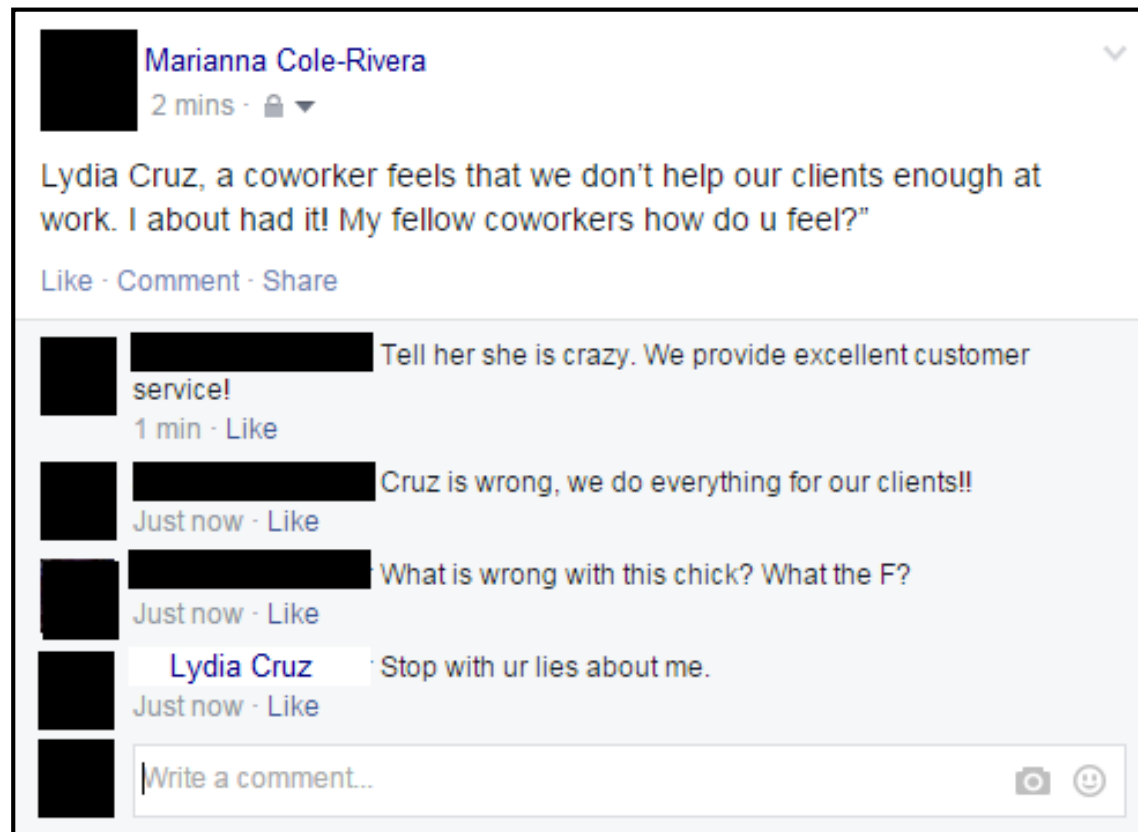 Marianna Cole-Rivera
2 mins ·
Lydia Cruz, a coworker feels that we don't help our clients enough at
work. I about had it! My fellow coworkers how do u feel?”
Like · Comment · Share
Tell her she is crazy. We provide excellent customer
service!
1 min · Like
Cruz is wrong, we do everything for our clients!!
Just now · Like
What is wrong with this chick? What the F?
Just now · Like
Lydia Cruz Stop with ur lies about me.
Just now · Like
Write a comment...